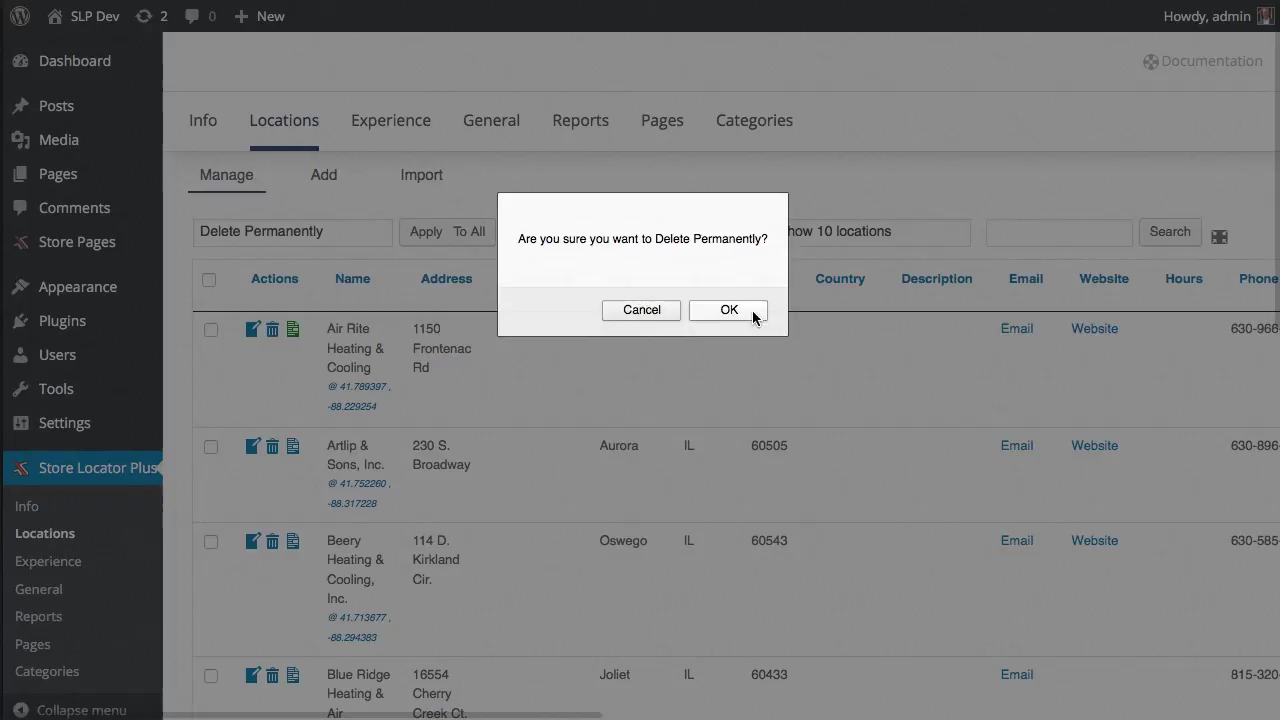 SLP Dev 2 0 New Howdy, admin
Dashboard
Posts
Media
Pages
Comments
Store Pages
Appearance
Plugins
Users
Tools
Settings
Store Locator Plus
Info
Locations
Experience
General
Reports
Pages
Categories
Collapse menu
Documentation
Info Locations Experience General Reports Pages Categories
Manage Add Import
Delete Permanently Apply To All how 10 locations Search
Are you sure you want to Delete Permanently?
Cancel OK
Actions Name Address Country Description Email Website Hours Phone
Air Rite 1150 Email Website 630-966
Heating & Frontenac
Cooling Rd
@ 41.789397 ,
-88.229254
Artlip & 230 S. Aurora IL 60505 Email Website 630-896-
Sons, Inc. Broadway
@ 41.752260 ,
-88.317228
Beery 114 D. Oswego IL 60543 Email Website 630-585-
Heating & Kirkland
Cooling, Cir.
Inc.
@ 41.713677 ,
-88.294383
Blue Ridge 16554 Joliet IL 60433 Email 815-320-
Heating & Cherry
Air Creek Ct.